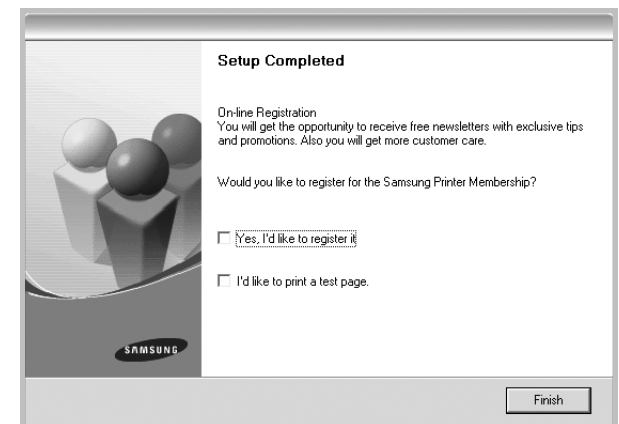 Setup Completed
On-line Registration
You will get the opportunity to receive free newsletters with exclusive tips
and promotions. Also you will get more customer care.
Would you like to register for the Samsung Printer Membership?
Yes, I'd like to register it
I'd like to print a test page.
SAMSUNG
Finish